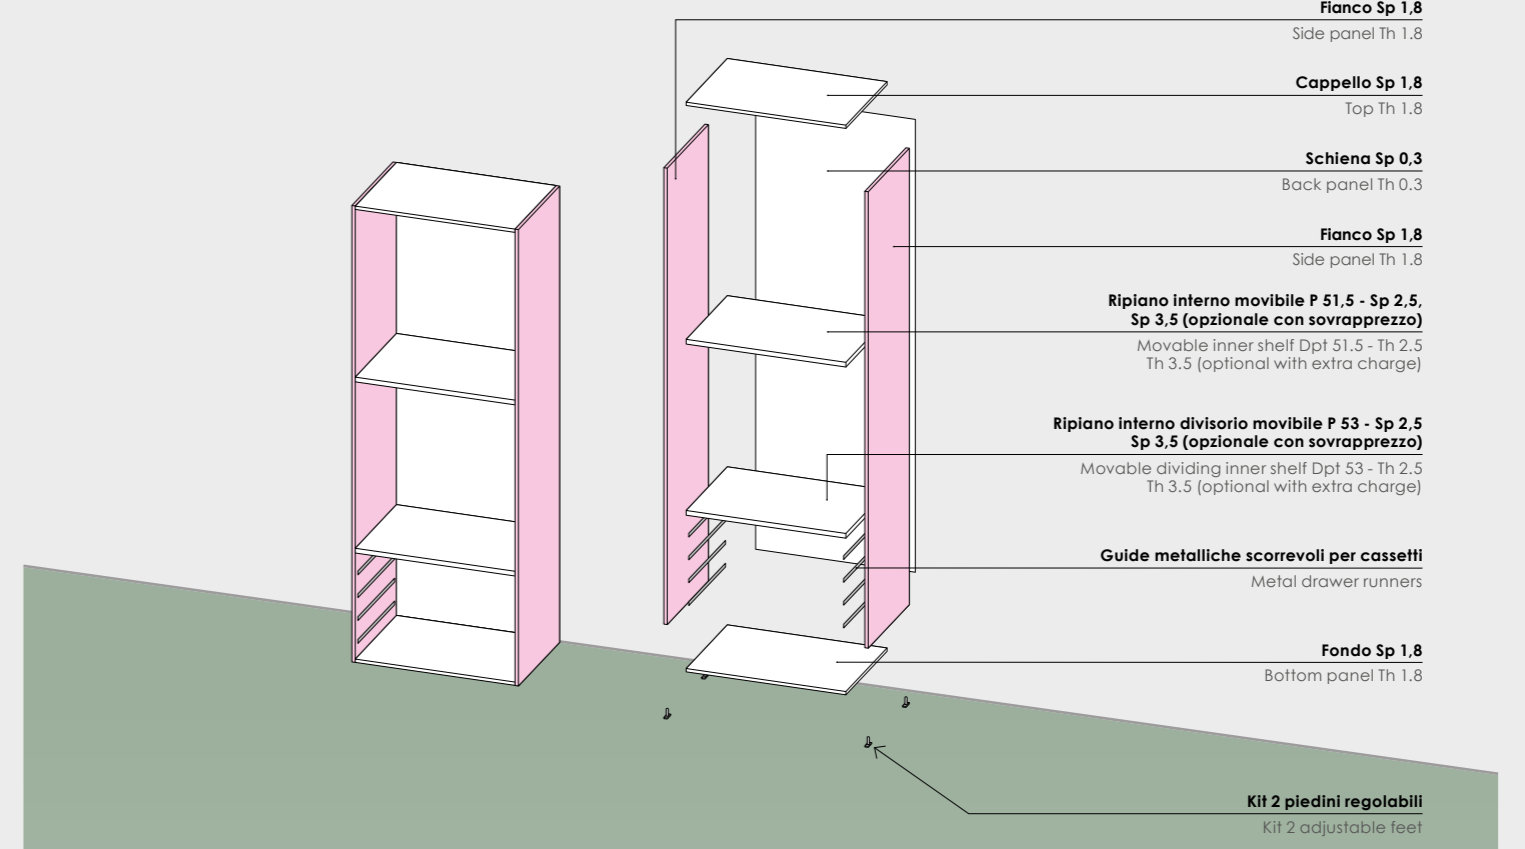 Fianco Sp 1,8
Side panel Th 1.8
Cappello Sp 1,8
Top Th 1.8
Schiena Sp 0,3
Back panel Th 0.3
Fianco Sp 1,8
Side panel Th 1.8
Ripiano interno movibile P 51,5 - Sp 2,5,
Sp 3,5 (opzionale con sovrapprezzo)
Movable inner shelf Dpt 51.5 - Th 2.5
Th 3.5 (optional with extra charge)
Ripiano interno divisorio movibile P 53 - Sp 2,5
Sp 3,5 (opzionale con sovrapprezzo)
Movable dividing inner shelf Dpt 53 - Th 2.5
Th 3.5 (optional with extra charge)
Guide metalliche scorrevoli per cassetti
Metal drawer runners
Fondo Sp 1,8
Bottom panel Th 1.8
Kit 2 piedini regolabili
Kit 2 adjustable feet